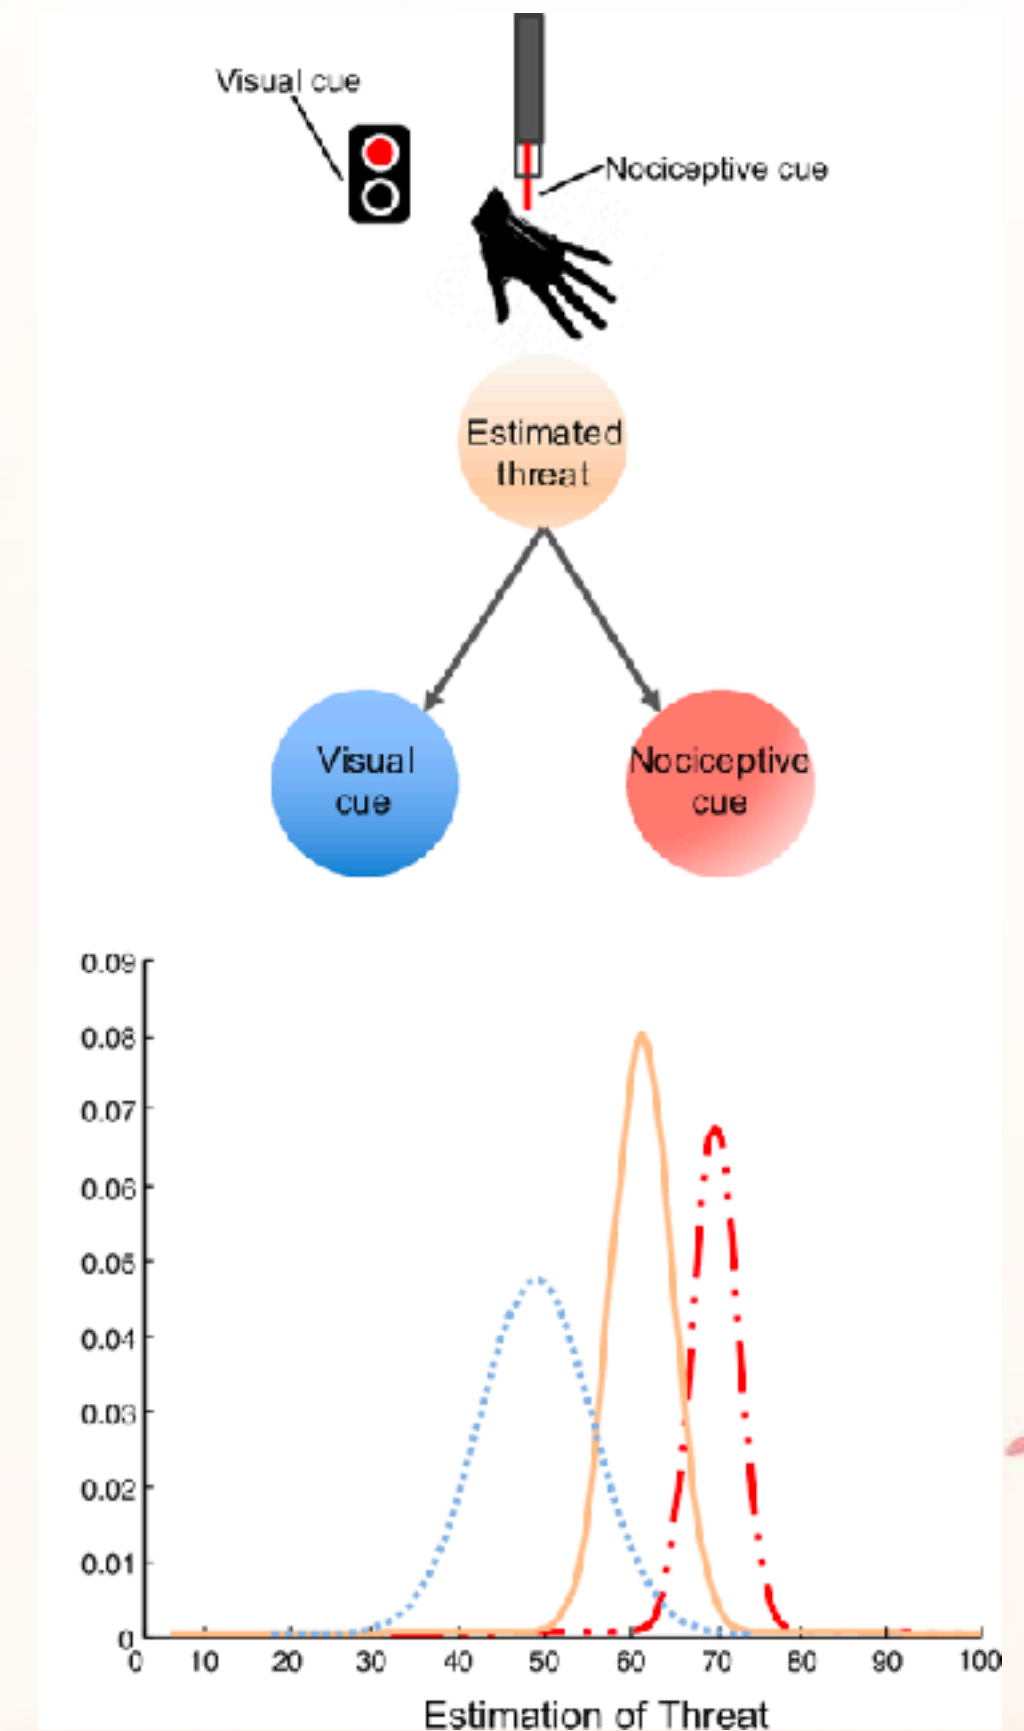 Visual cue
Nociceptive cue
Estimated
threat
Visual
cue
Nociceptive
cue
0.09
0.08
0.07
0.06
0.05
0.04
0.03
0.02
0.01
0
0 10 20 30 40 50 60 70 80 90 100
Estimation of Threat